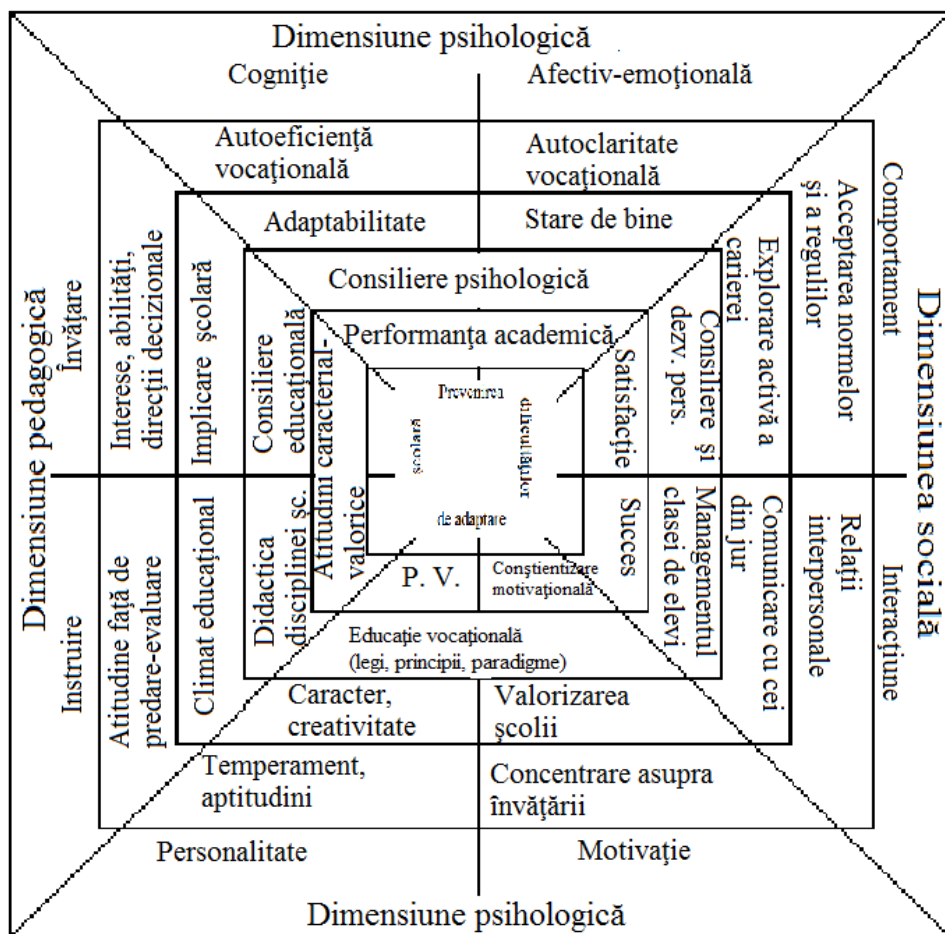 Dimensiune psihologică
Cogniţie
Afectiv-emoţională
Autoeficienţă
vocaţională
Autoclaritate
vocaţională
Adaptabilitate
Stare de bine
Consiliere psihologică
Performanţa academică
Prevenirea
dificultăţilor
de adaptare
şcolară
Dimensiune pedagogică
Învăţare
Interese, abilităţi,
direcţii decizionale
Implicare şcolară
Consiliere
educaţională
Atitudini caracterial-
valorice
Satisfacţie
Consiliere şi
dezv. pers.
Explorare activă a
carierei
Acceptarea normelor
şi a regulilor
Comportament
Dimensiunea socială
Instruire
Atitudine faţă de
predare-evaluare
Climat educaţional
Didactica
disciplinei sc.
Succes
Managementul
clasei de elevi
Comunicare cu cei
din jur
Relaţii
interpersonale
Interacţiune
P. V.
Conştientizare
motivaţională
Educaţie vocaţională
(legi, principii, paradigme)
Caracter,
creativitate
Valorizarea
şcolii
Temperament,
aptitudini
Concentrare asupra
învăţării
Personalitate
Motivaţie
Dimensiune psihologică